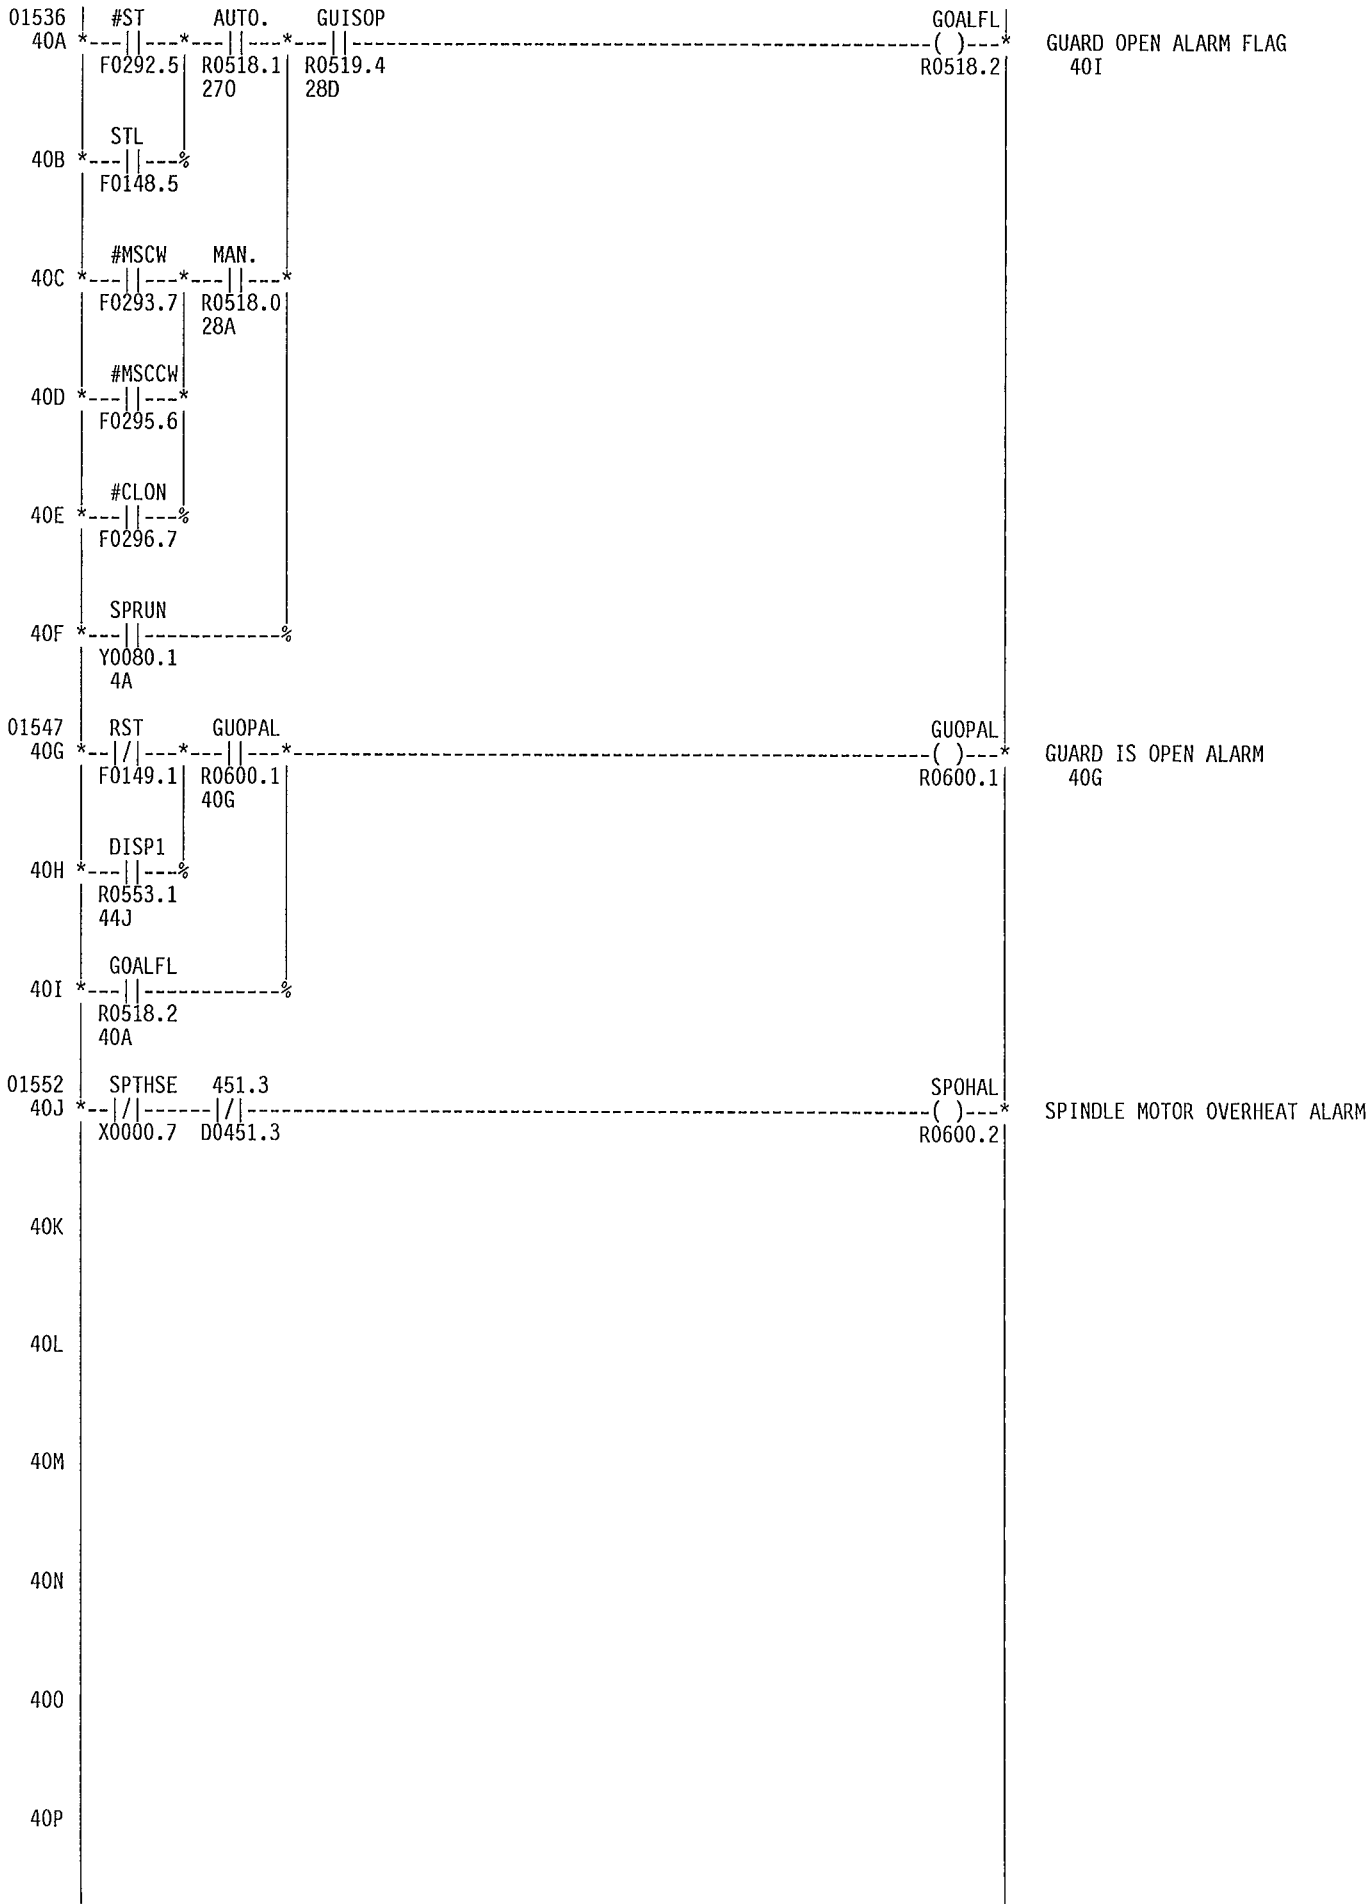 01536 #ST AUTO. GUISOP GOALFL
40A *---||---*---||---*---||---( )---* GUARD OPEN ALARM FLAG
F0292.5 R0518.1 R0519.4 R0518.2 40I
27O 28D
STL
40B *---||---%
F0148.5
#MSCW MAN.
40C *---||---*---||---*
F0293.7 R0518.0
28A
#MSCCW
40D *---||---*
F0295.6
#CLON
40E *---||---%
F0296.7
SPRUN
40F *---||------------%
Y0080.1
4A
01547 RST GUOPAL GUOPAL
40G *--|/|---*---||---*---( )---* GUARD IS OPEN ALARM
F0149.1 R0600.1 R0600.1 40G
40G
DISP1
40H *---||---%
R0553.1
44J
GOALFL
40I *---||------------%
R0518.2
40A
01552 SPTHSE 451.3 SPOHAL
40J *--|/|------|/|---( )---* SPINDLE MOTOR OVERHEAT ALARM
X0000.7 D0451.3 R0600.2
40K
40L
40M
40N
40O
40P